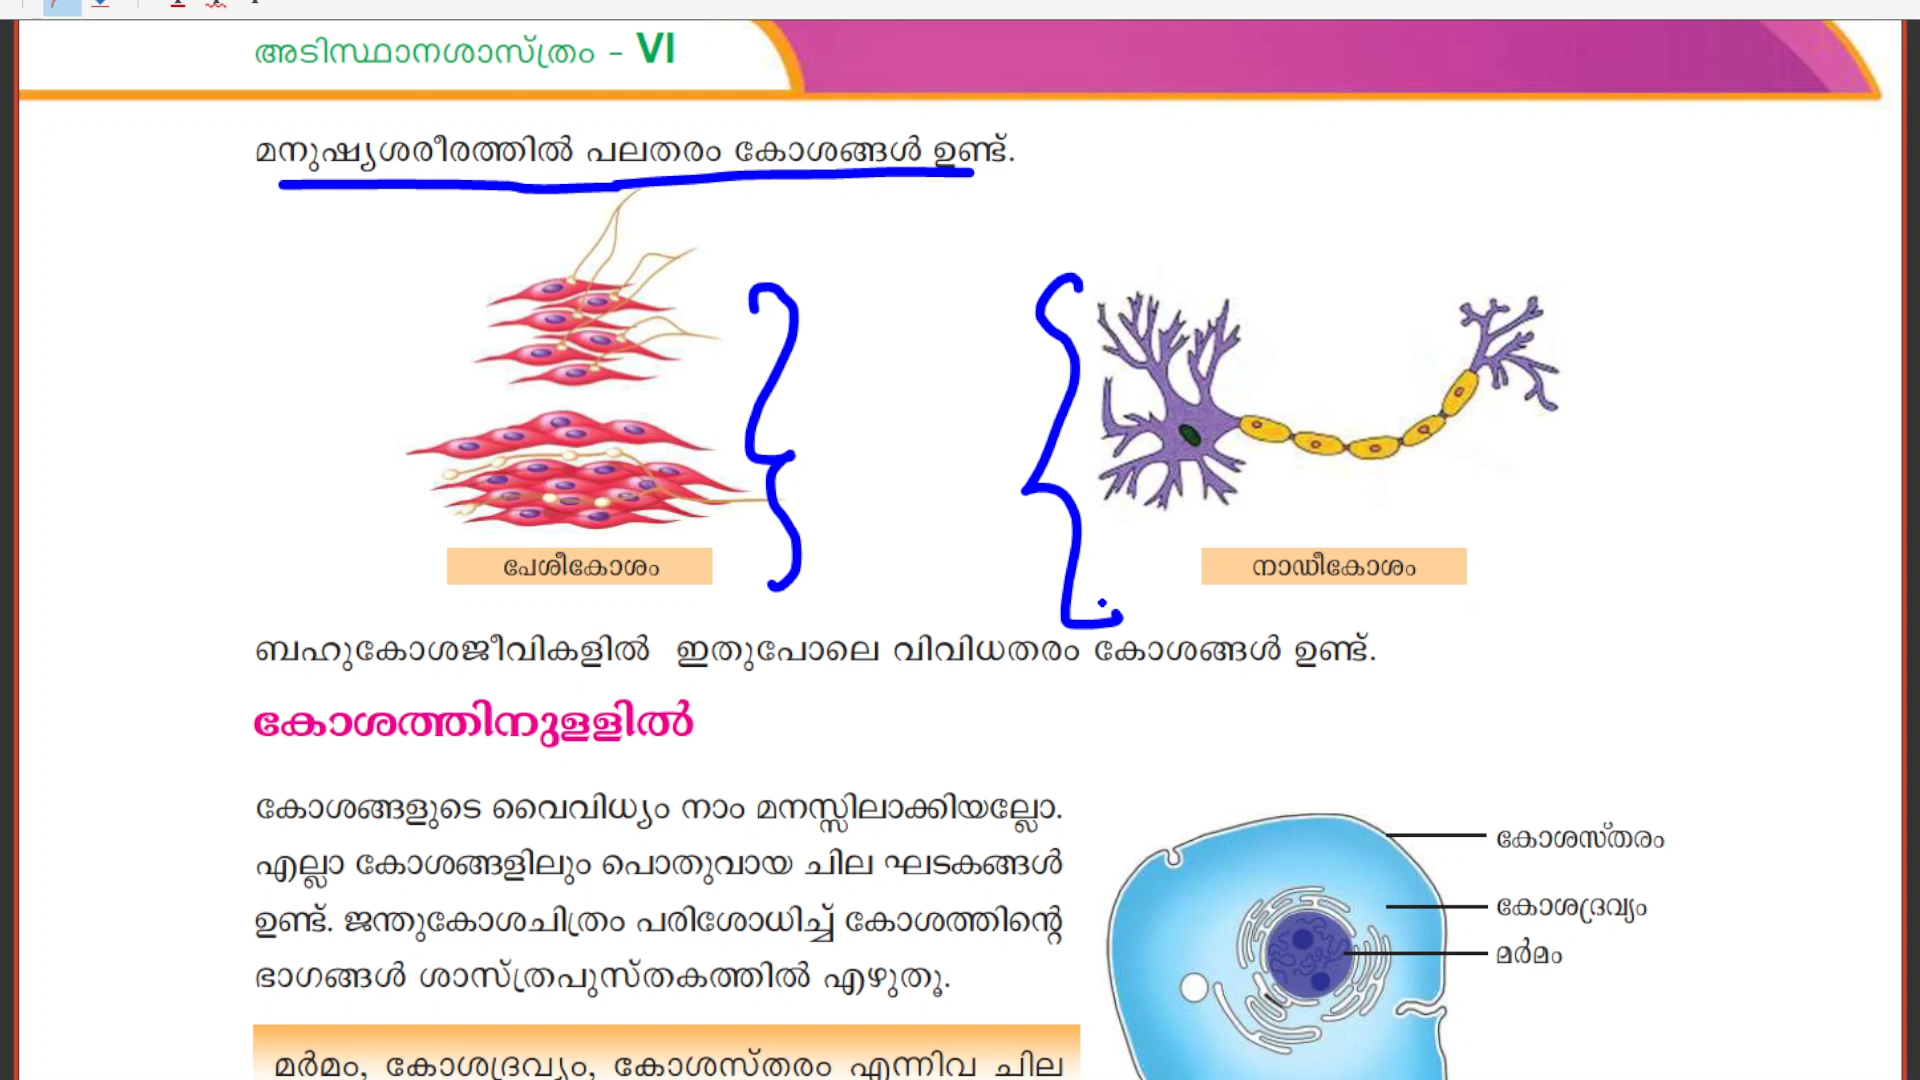 അടിസ്ഥാനശാസ്ത്രം - VI
മനുഷ്യശരീരത്തിൽ പലതരം കോശങ്ങൾ ഉണ്ട്.
പേശീകോശം
നാഡീകോശം
ബഹുകോശജീവികളിൽ ഇതുപോലെ വിവിധതരം കോശങ്ങൾ ഉണ്ട്.
കോശത്തിനുള്ളിൽ
കോശങ്ങളുടെ വൈവിധ്യം നാം മനസ്സിലാക്കിയല്ലോ.
എല്ലാ കോശങ്ങളിലും പൊതുവായ ചില ഘടകങ്ങൾ
ഉണ്ട്. ജന്തുകോശചിത്രം പരിശോധിച്ച് കോശത്തിന്റെ
ഭാഗങ്ങൾ ശാസ്ത്രപുസ്തകത്തിൽ എഴുതൂ.
കോശസ്തരം
കോശദ്രവ്യം
മർമം
മർമം, കോശദ്രവ്യം, കോശസ്തരം എന്നിവ ചില